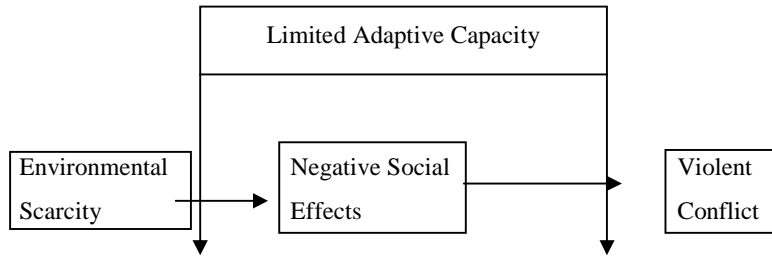 Limited Adaptive Capacity
Environmental
Scarcity
Negative Social
Effects
Violent
Conflict